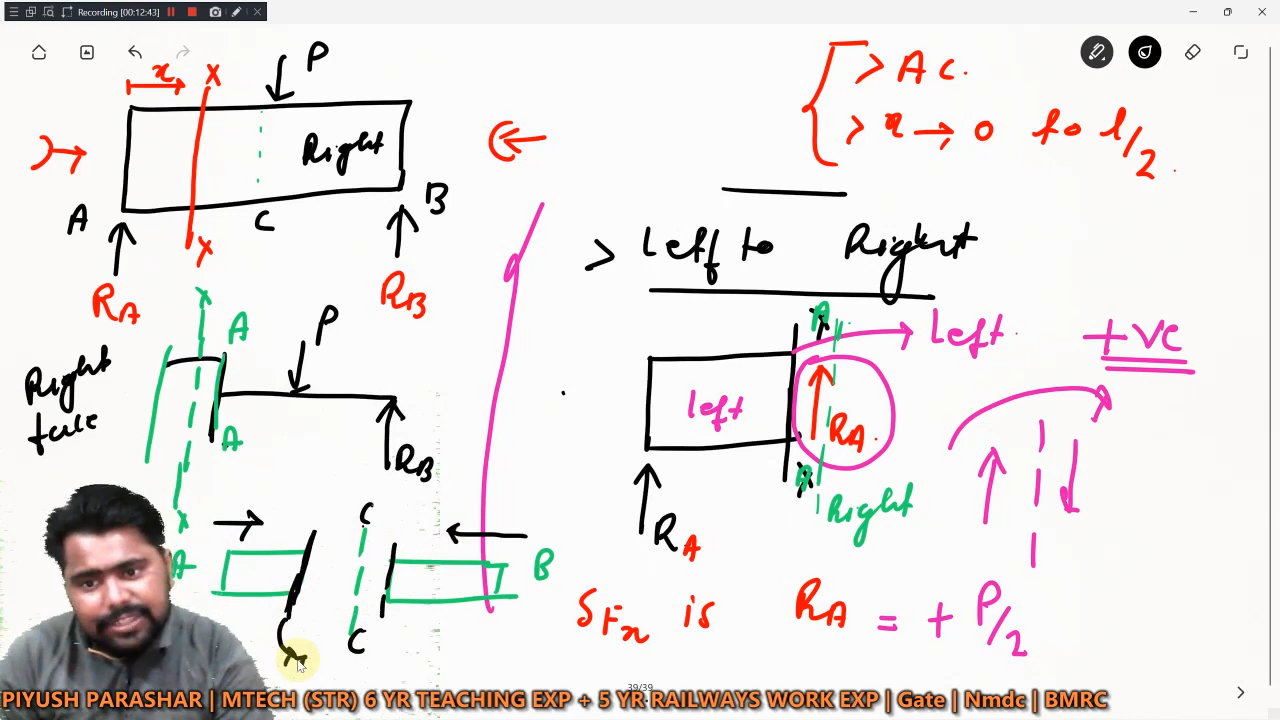 Recording [00:12:43]
P
x
X
> A C.
> x → 0 to l/2.
Right
A
C
B
X
RA
RB
> Left to Right
X
A
P
A
Left.
+ve
Right
face
left
RA.
A
RB
A
Right
X
C
RA
A
B
C
SFx is RA = + P/2
39/39
PIYUSH PARASHAR | MTECH (STR) 6 YR TEACHING EXP + 5 YR RAILWAYS WORK EXP | Gate | Nmdc | BMRC